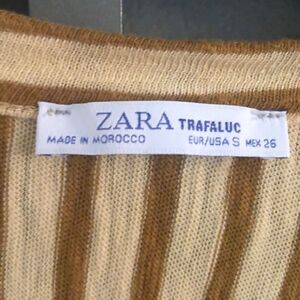 ZARA TRAFALUC
MADE IN MOROCCO EUR/USA S MEX 26